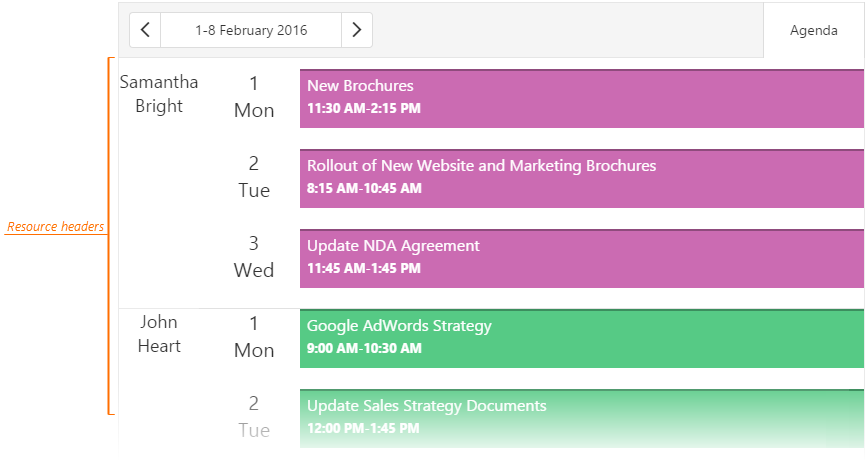 1-8 February 2016
Agenda
Resource headers
Samantha
Bright
1
Mon
New Brochures
11:30 AM-2:15 PM
2
Tue
Rollout of New Website and Marketing Brochures
8:15 AM-10:45 AM
3
Wed
Update NDA Agreement
11:45 AM-1:45 PM
John
Heart
1
Mon
Google AdWords Strategy
9:00 AM-10:30 AM
2
Tue
Update Sales Strategy Documents
12:00 PM-1:45 PM